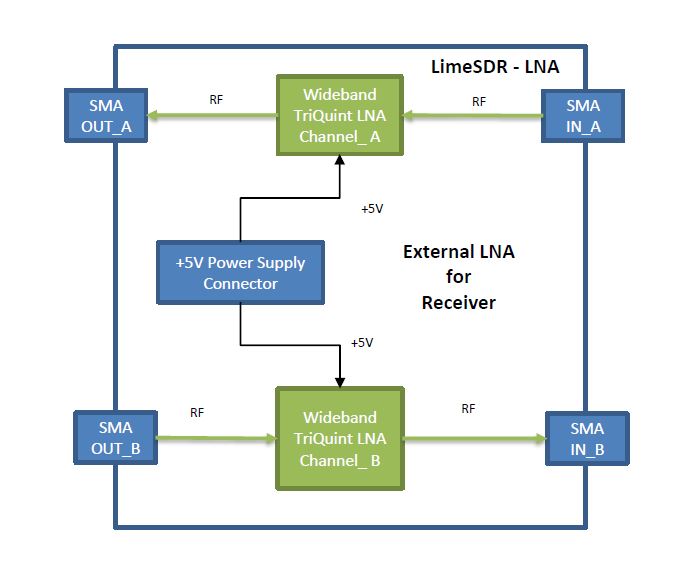 LimeSDR - LNA
SMA
OUT_A
RF
Wideband
TriQuint LNA
Channel_ A
RF
SMA
IN_A
+5V
+5V Power Supply
Connector
External LNA
for
Receiver
+5V
SMA
OUT_B
RF
Wideband
TriQuint LNA
Channel_ B
RF
SMA
IN_B